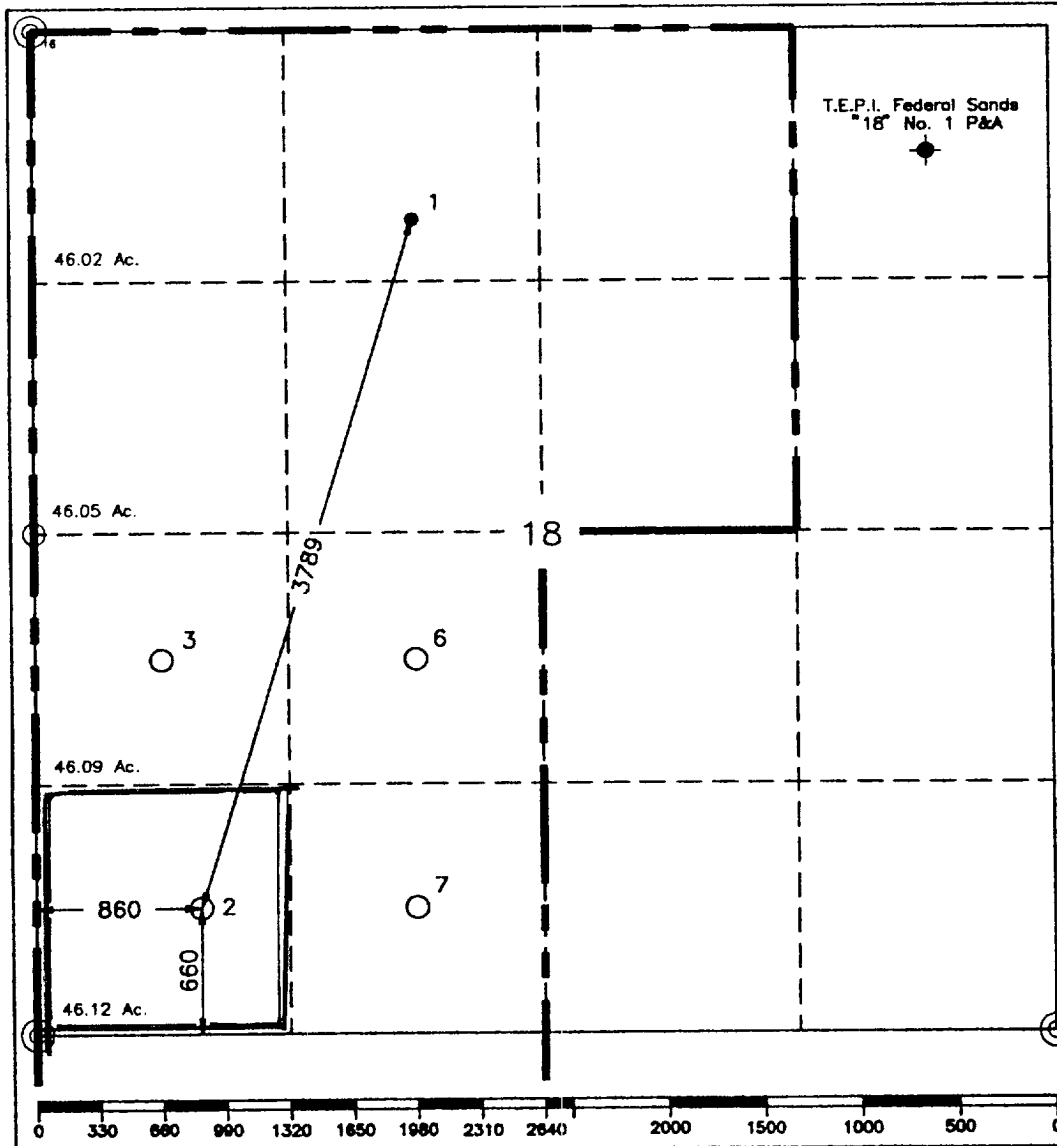 16
T.E.P.I. Federal Sands
"18" No. 1 P&A
1
46.02 Ac.
46.05 Ac.
18
3789
3
6
46.09 Ac.
860
2
7
660
46.12 Ac.
0 330 660 990 1320 1650 1980 2310 2640 2000 1500 1000 500